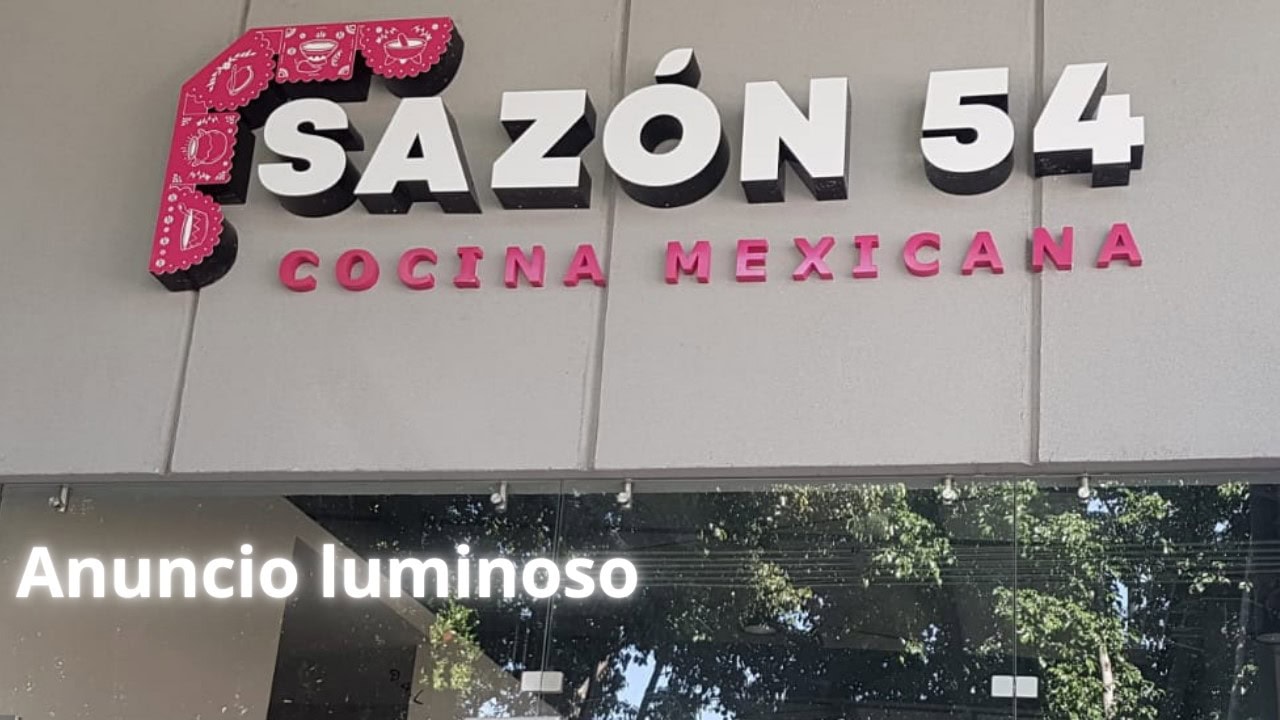 SAZÓN 54
COCINA MEXICANA
Anuncio luminoso